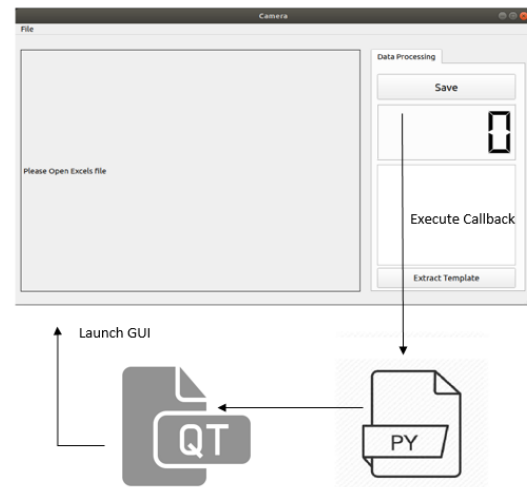 Camera
File
Data Processing
Save
0
Please Open Excels file
Execute Callback
Extract Template
Launch GUI
QT
PY